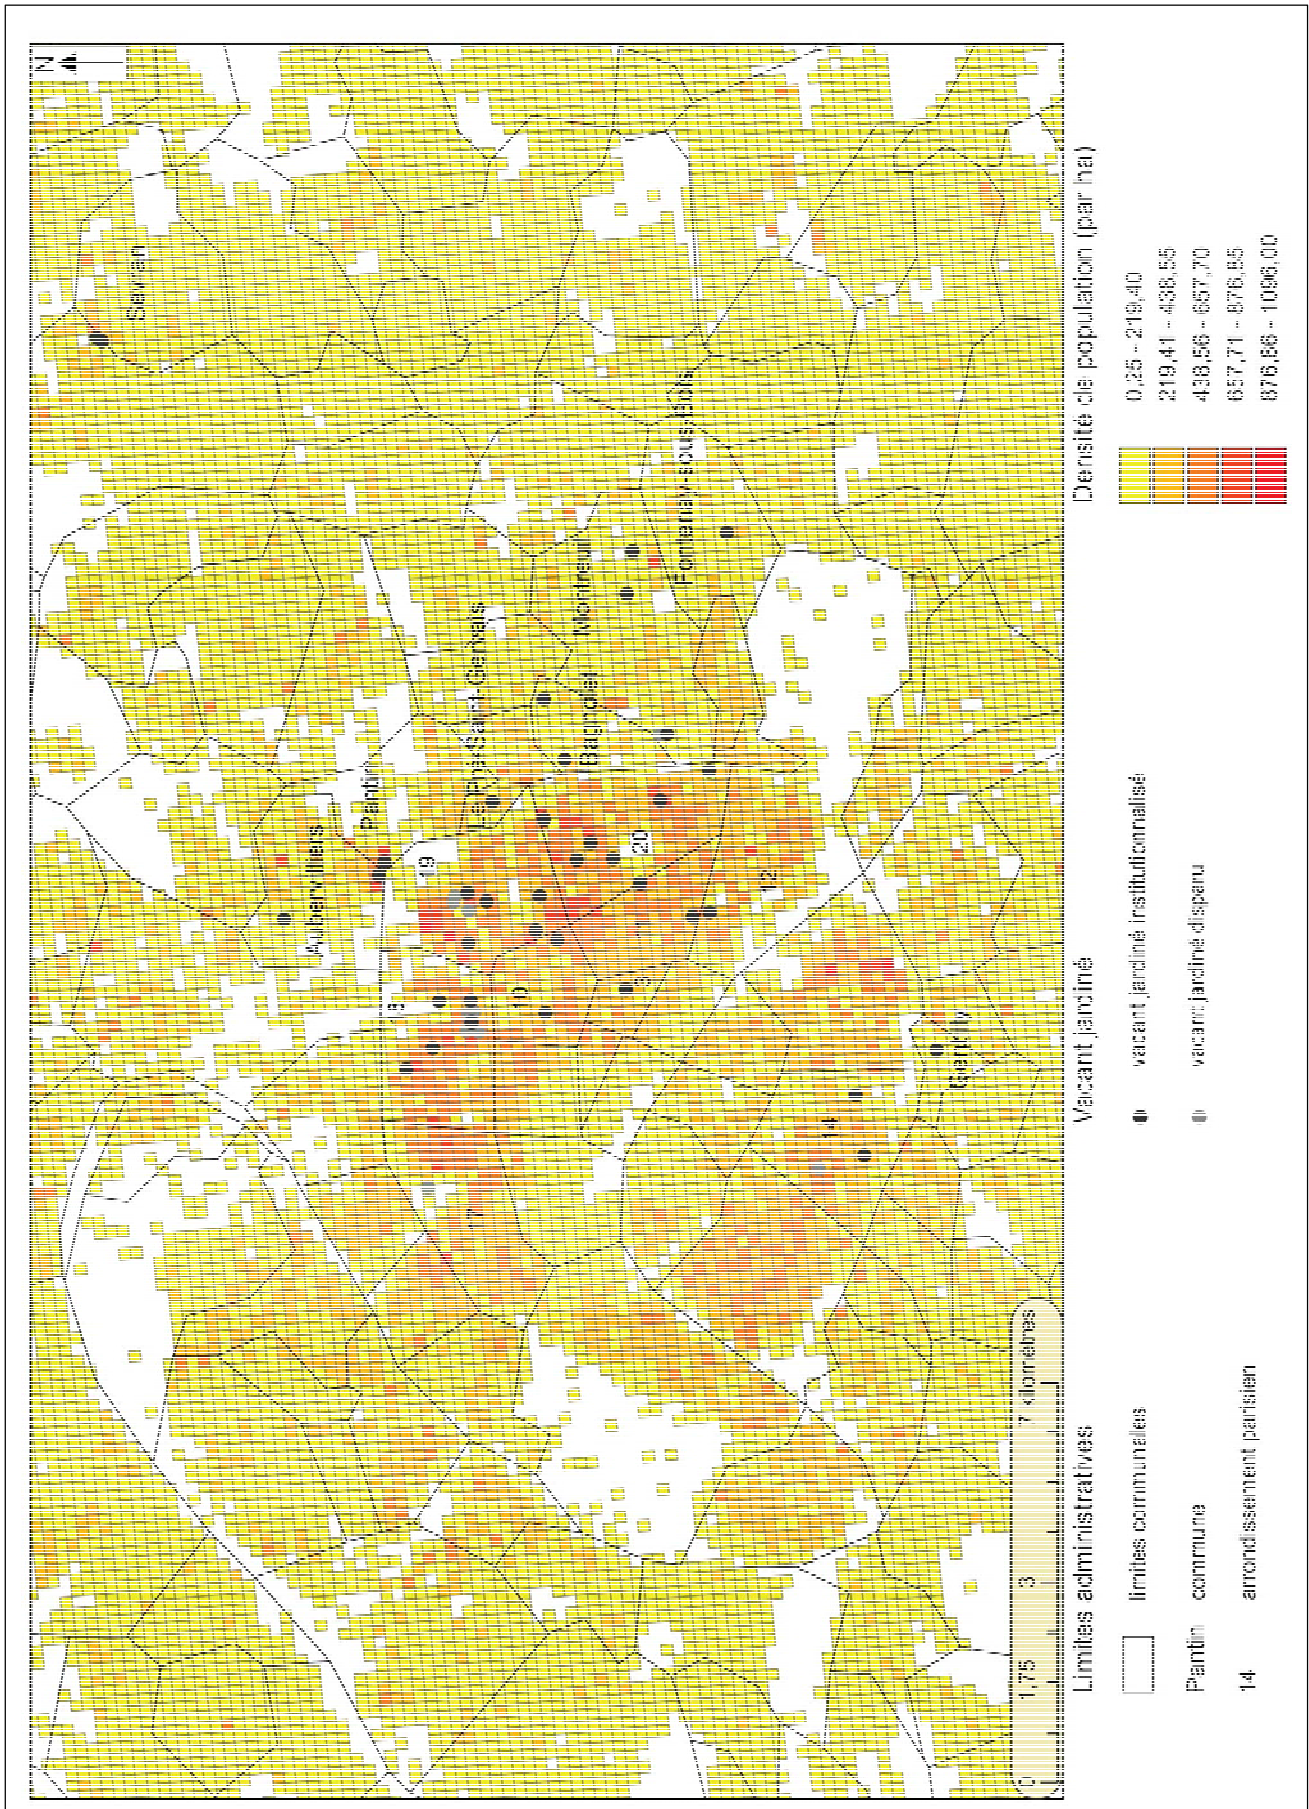 N
Sevran
Aubervilliers
Pantin
19
Le Pré-Saint-Gervais
Bagnolet
Montreuil
Fontenay-sous-Bois
10
20
12
14
Gentilly
1,75
7 kilomètres
Limites administratives
limites communales
Pantin
commune
14
arrondissement parisien
Vacant jardiné
vacant jardiné institutionnalisé
vacant jardiné disparu
Densité de population (par ha)
0,25 - 219,40
219,41 - 438,55
438,56 - 657,70
657,71 - 876,85
876,86 - 1096,00